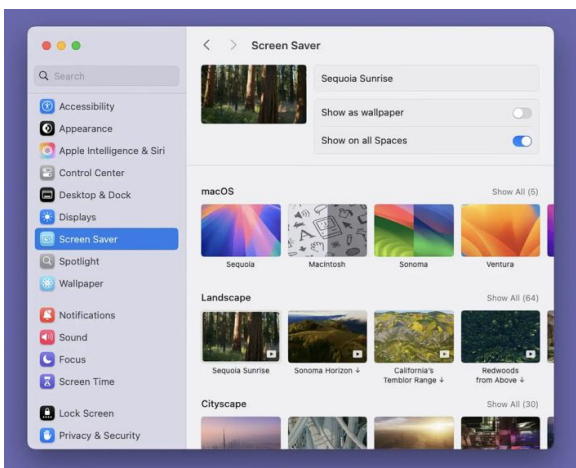 Screen Saver
Search
Accessibility
Appearance
Apple Intelligence & Siri
Control Center
Desktop & Dock
Displays
Screen Saver
Spotlight
Wallpaper
Notifications
Sound
Focus
Screen Time
Lock Screen
Privacy & Security
Sequoia Sunrise
Show as wallpaper
Show on all Spaces
macOS
Show All (5)
Sequoia
Macintosh
Sonoma
Ventura
Landscape
Show All (64)
Sequoia Sunrise
Sonoma Horizon ↓
California's
Temblor Range ↓
Redwoods
from Above ↓
Cityscape
Show All (30)